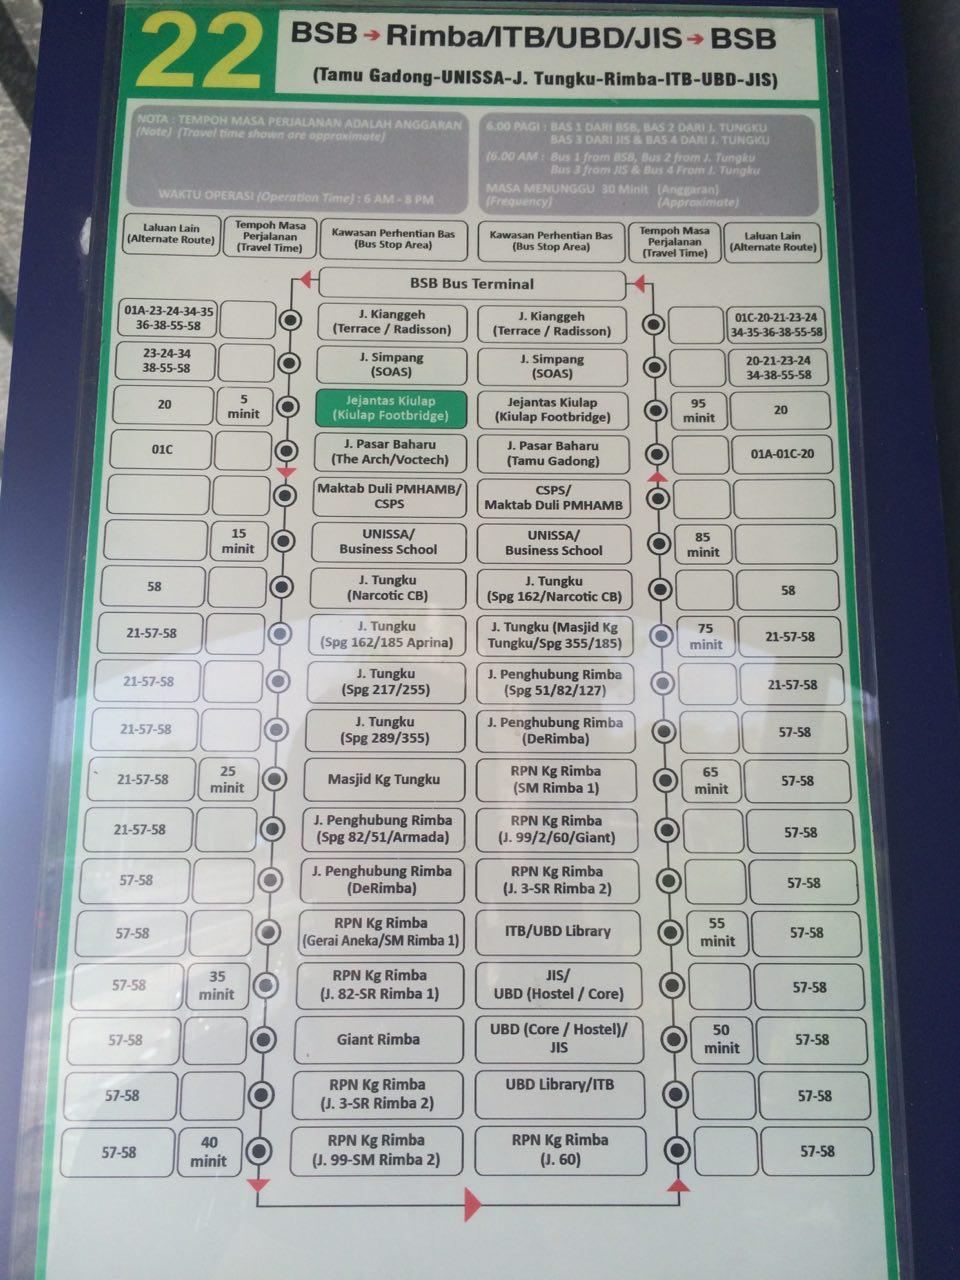 22
BSB → Rimba/ITB/UBD/JIS → BSB
(Tamu Gadong-UNISSA-J. Tungku-Rimba-ITB-UBD-JIS)
NOTA : TEMPOH MASA PERJALANAN ADALAH ANGGARAN
(Note) (Travel time shown are approximate)
WAKTU OPERASI (Operation Time) : 6 AM - 8 PM
6.00 PAGI : BAS 1 DARI BSB, BAS 2 DARI J. TUNGKU
BAS 3 DARI JIS & BAS 4 DARI J. TUNGKU
(6.00 AM : Bus 1 from BSB, Bus 2 from J. Tungku
Bus 3 from JIS & Bus 4 From J. Tungku
MASA MENUNGGU 30 Minit (Anggaran)
(Frequency) (Approximate)
Laluan Lain
(Alternate Route)
Tempoh Masa
Perjalanan
(Travel Time)
Kawasan Perhentian Bas
(Bus Stop Area)
Kawasan Perhentian Bas
(Bus Stop Area)
Tempoh Masa
Perjalanan
(Travel Time)
Laluan Lain
(Alternate Route)
BSB Bus Terminal
01A-23-24-34-35
36-38-55-58
J. Kianggeh
(Terrace / Radisson)
J. Kianggeh
(Terrace / Radisson)
01C-20-21-23-24
34-35-36-38-55-58
23-24-34
38-55-58
J. Simpang
(SOAS)
J. Simpang
(SOAS)
20-21-23-24
34-38-55-58
20
5
minit
Jejantas Kiulap
(Kiulap Footbridge)
Jejantas Kiulap
(Kiulap Footbridge)
95
minit
20
01C
J. Pasar Baharu
(The Arch/Voctech)
J. Pasar Baharu
(Tamu Gadong)
01A-01C-20
Maktab Duli PMHAMB/
CSPS
CSPS/
Maktab Duli PMHAMB
15
minit
UNISSA/
Business School
UNISSA/
Business School
85
minit
58
J. Tungku
(Narcotic CB)
J. Tungku
(Spg 162/Narcotic CB)
58
21-57-58
J. Tungku
(Spg 162/185 Aprina)
J. Tungku (Masjid Kg
Tungku/Spg 355/185)
75
minit
21-57-58
21-57-58
J. Tungku
(Spg 217/255)
J. Penghubung Rimba
(Spg 51/82/127)
21-57-58
21-57-58
J. Tungku
(Spg 289/355)
J. Penghubung Rimba
(DeRimba)
57-58
21-57-58
25
minit
Masjid Kg Tungku
RPN Kg Rimba
(SM Rimba 1)
65
minit
57-58
21-57-58
J. Penghubung Rimba
(Spg 82/51/Armada)
RPN Kg Rimba
(J. 99/2/60/Giant)
57-58
57-58
J. Penghubung Rimba
(DeRimba)
RPN Kg Rimba
(J. 3-SR Rimba 2)
57-58
57-58
RPN Kg Rimba
(Gerai Aneka/SM Rimba 1)
ITB/UBD Library
55
minit
57-58
57-58
35
minit
RPN Kg Rimba
(J. 82-SR Rimba 1)
JIS/
UBD (Hostel / Core)
57-58
57-58
Giant Rimba
UBD (Core / Hostel)/
JIS
50
minit
57-58
57-58
RPN Kg Rimba
(J. 3-SR Rimba 2)
UBD Library/ITB
57-58
57-58
40
minit
RPN Kg Rimba
(J. 99-SM Rimba 2)
RPN Kg Rimba
(J. 60)
57-58